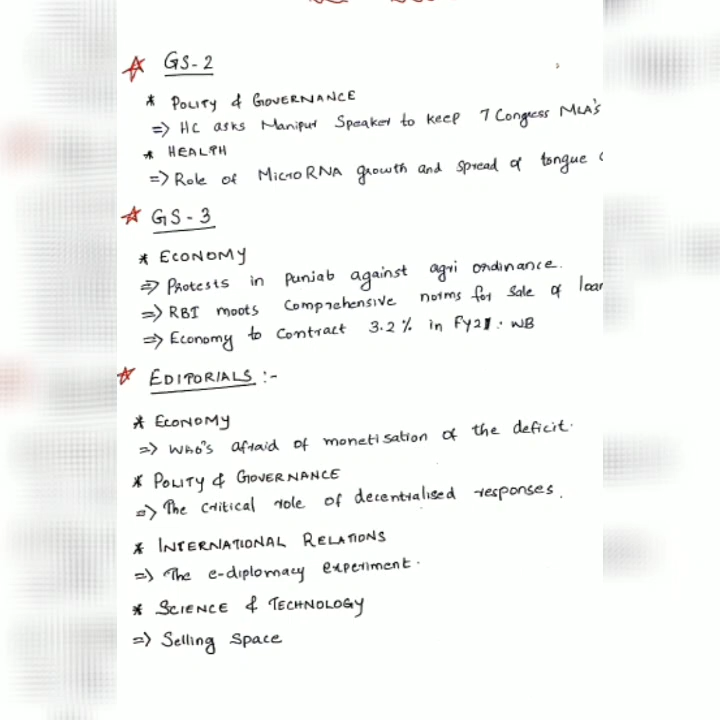 GS-2
* POLITY & GOVERNANCE
=> HC asks Manipur Speaker to keep 7 Congress MLA's
* HEALTH
=> Role of MicroRNA growth and spread of tongue
GS-3
* ECONOMY
=> Protests in Punjab against agri ordinance.
=> RBI moots Comprehensive norms for Sale of loan
=> Economy to Contract 3.2% in FY21: WB
EDITORIALS :-
* ECONOMY
=> WHO's afraid of monetisation of the deficit.
* POLITY & GOVERNANCE
=> The critical role of decentralised responses.
* INTERNATIONAL RELATIONS
=> The e-diplomacy experiment.
* SCIENCE & TECHNOLOGY
=> Selling Space